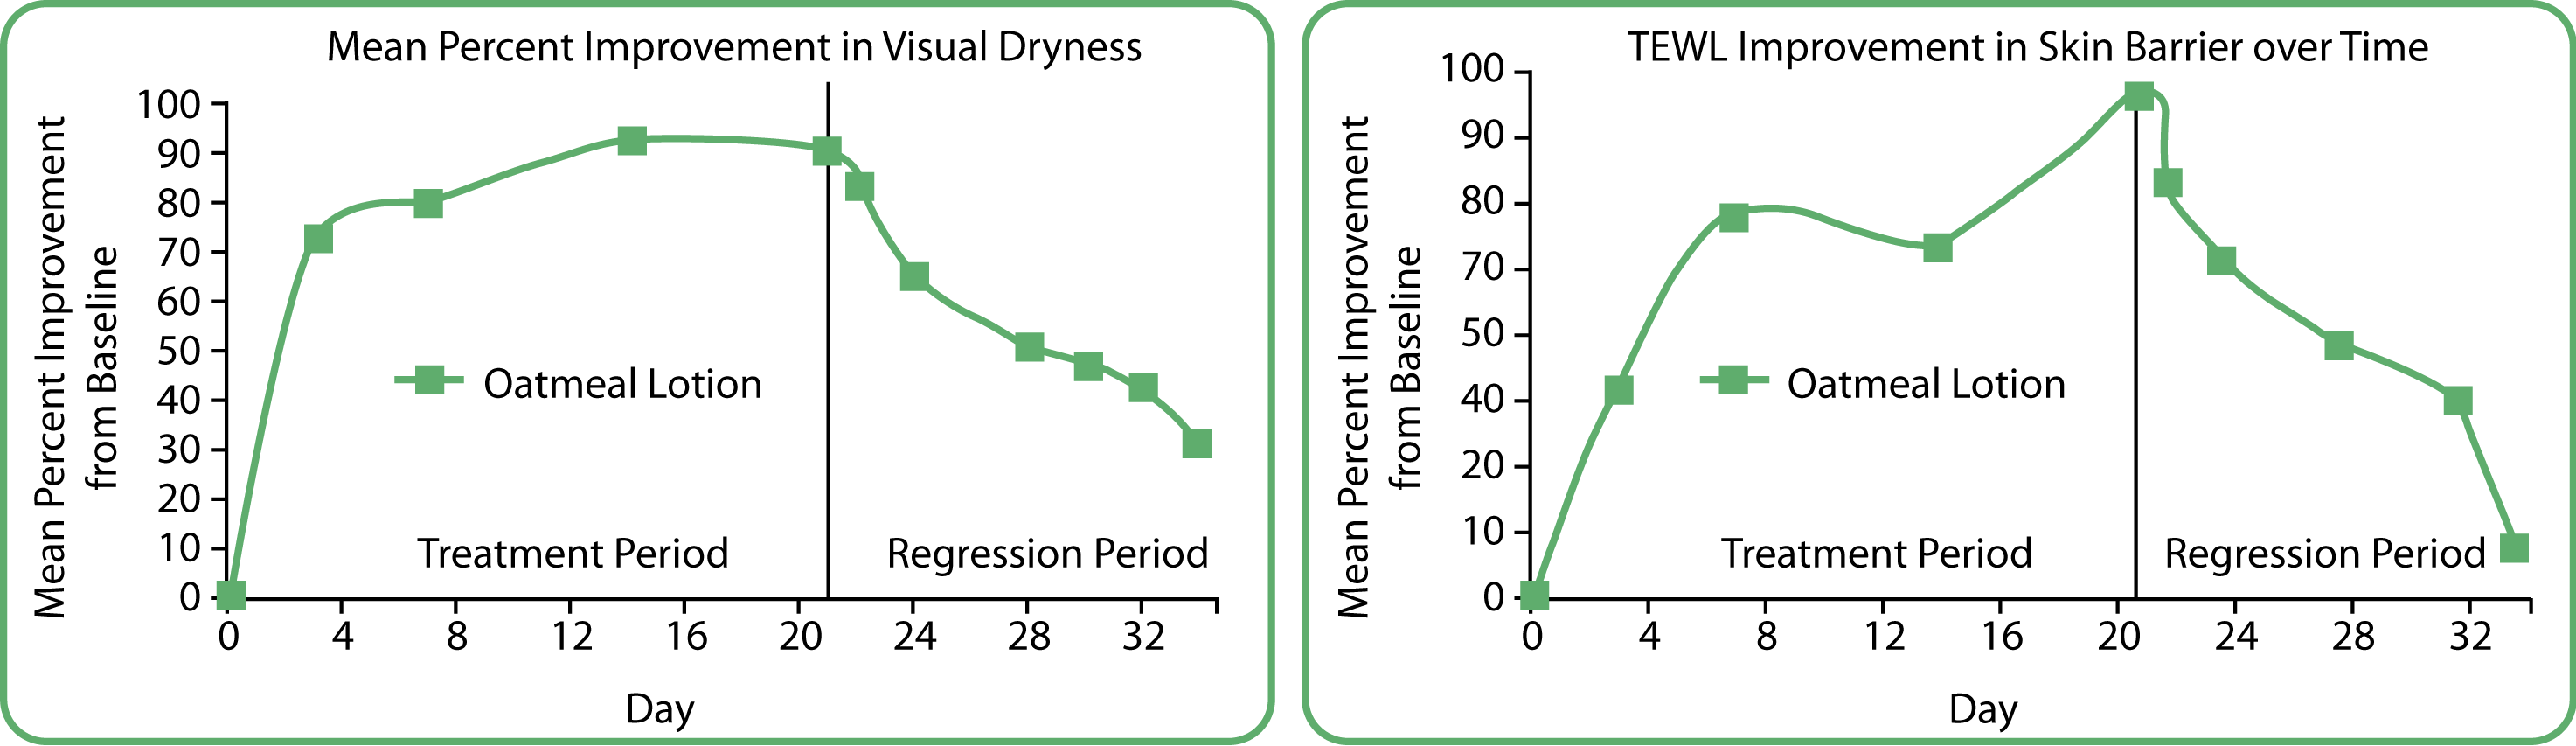 Mean Percent Improvement in Visual Dryness
Mean Percent Improvement
from Baseline
100
90
80
70
60
50
40
30
20
10
0
Oatmeal Lotion
Treatment Period
Regression Period
0 4 8 12 16 20 24 28 32
Day
TEWL Improvement in Skin Barrier over Time
Mean Percent Improvement
from Baseline
100
90
80
70
50
40
20
10
0
Oatmeal Lotion
Treatment Period
Regression Period
0 4 8 12 16 20 24 28 32
Day